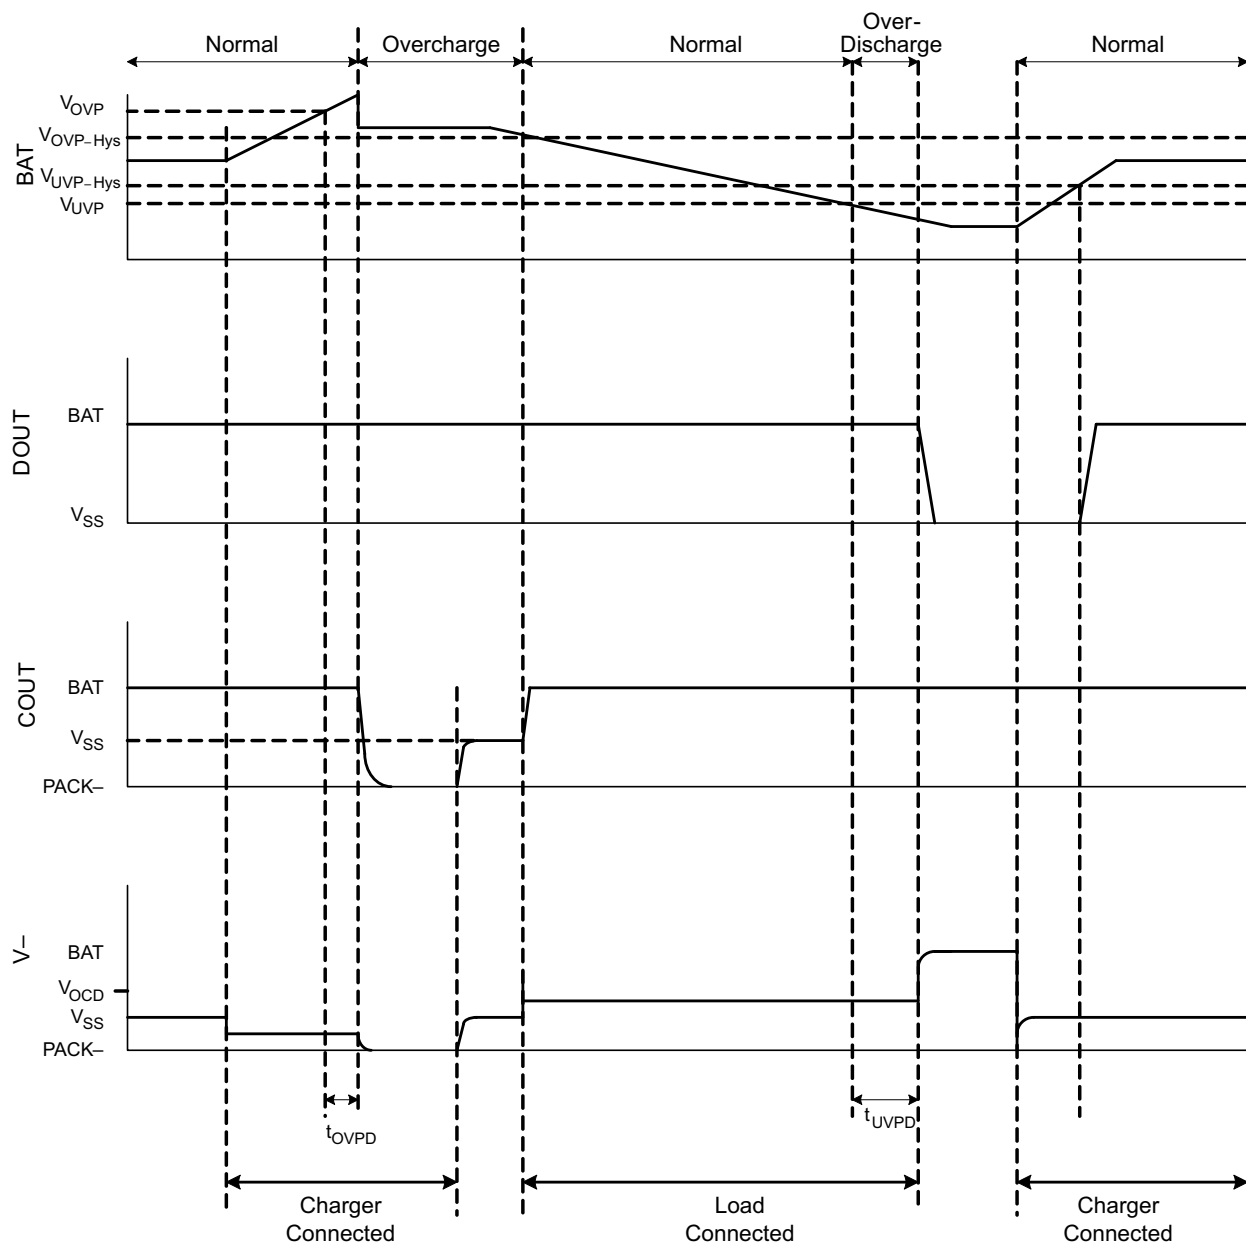 Normal
Overcharge
Normal
Over-
Discharge
Normal
BAT
VOVP
VOVP–Hys
VUVP–Hys
VUVP
DOUT
BAT
VSS
COUT
BAT
VSS
PACK–
V–
BAT
VOCD
VSS
PACK–
tOVPD
tUVPD
Charger
Connected
Load
Connected
Charger
Connected